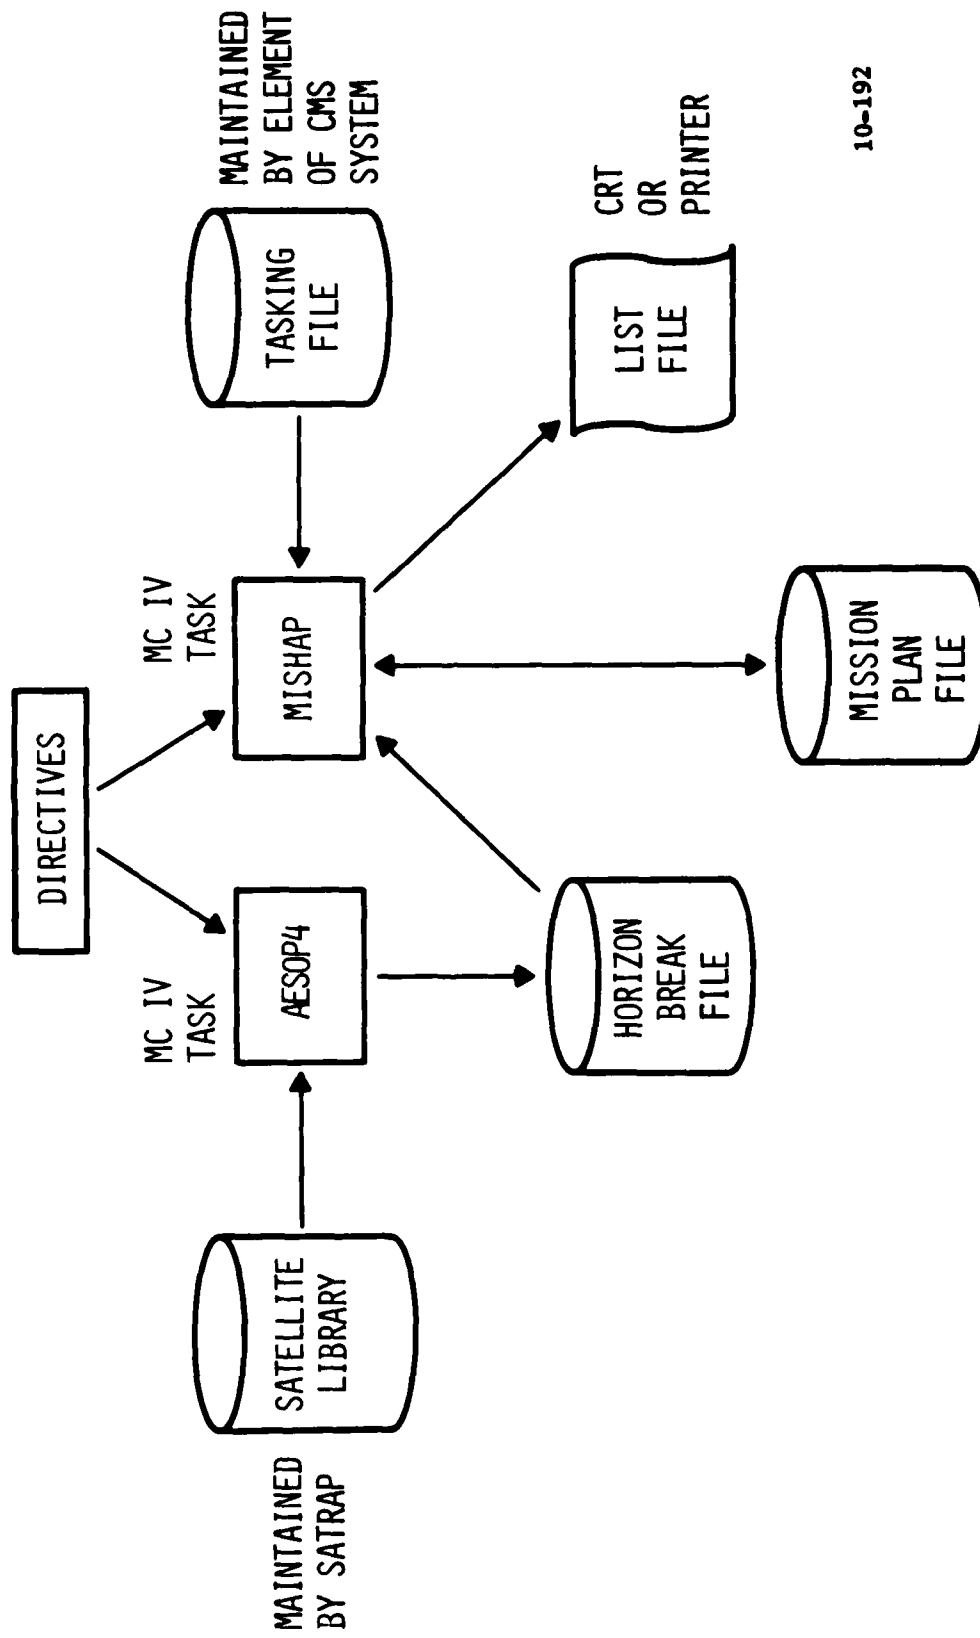 DIRECTIVES
MC IV
TASK
MC IV
TASK
MAINTAINED
BY SATRAP
SATELLITE
LIBRARY
AESOP4
MISHAP
TASKING
FILE
MAINTAINED
BY ELEMENT
OF CMS
SYSTEM
HORIZON
BREAK
FILE
MISSION
PLAN
FILE
LIST
FILE
CRT
OR
PRINTER
10-192